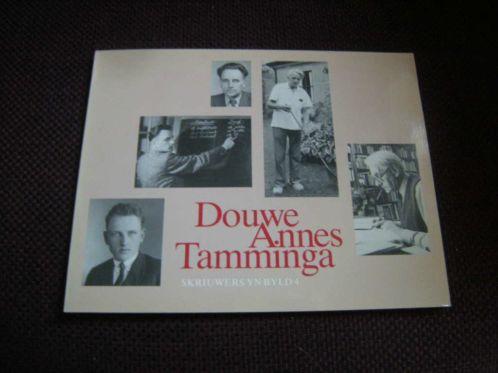 Douwe
Annes
Tamminga
SKRIUWERS YN BYLD 4